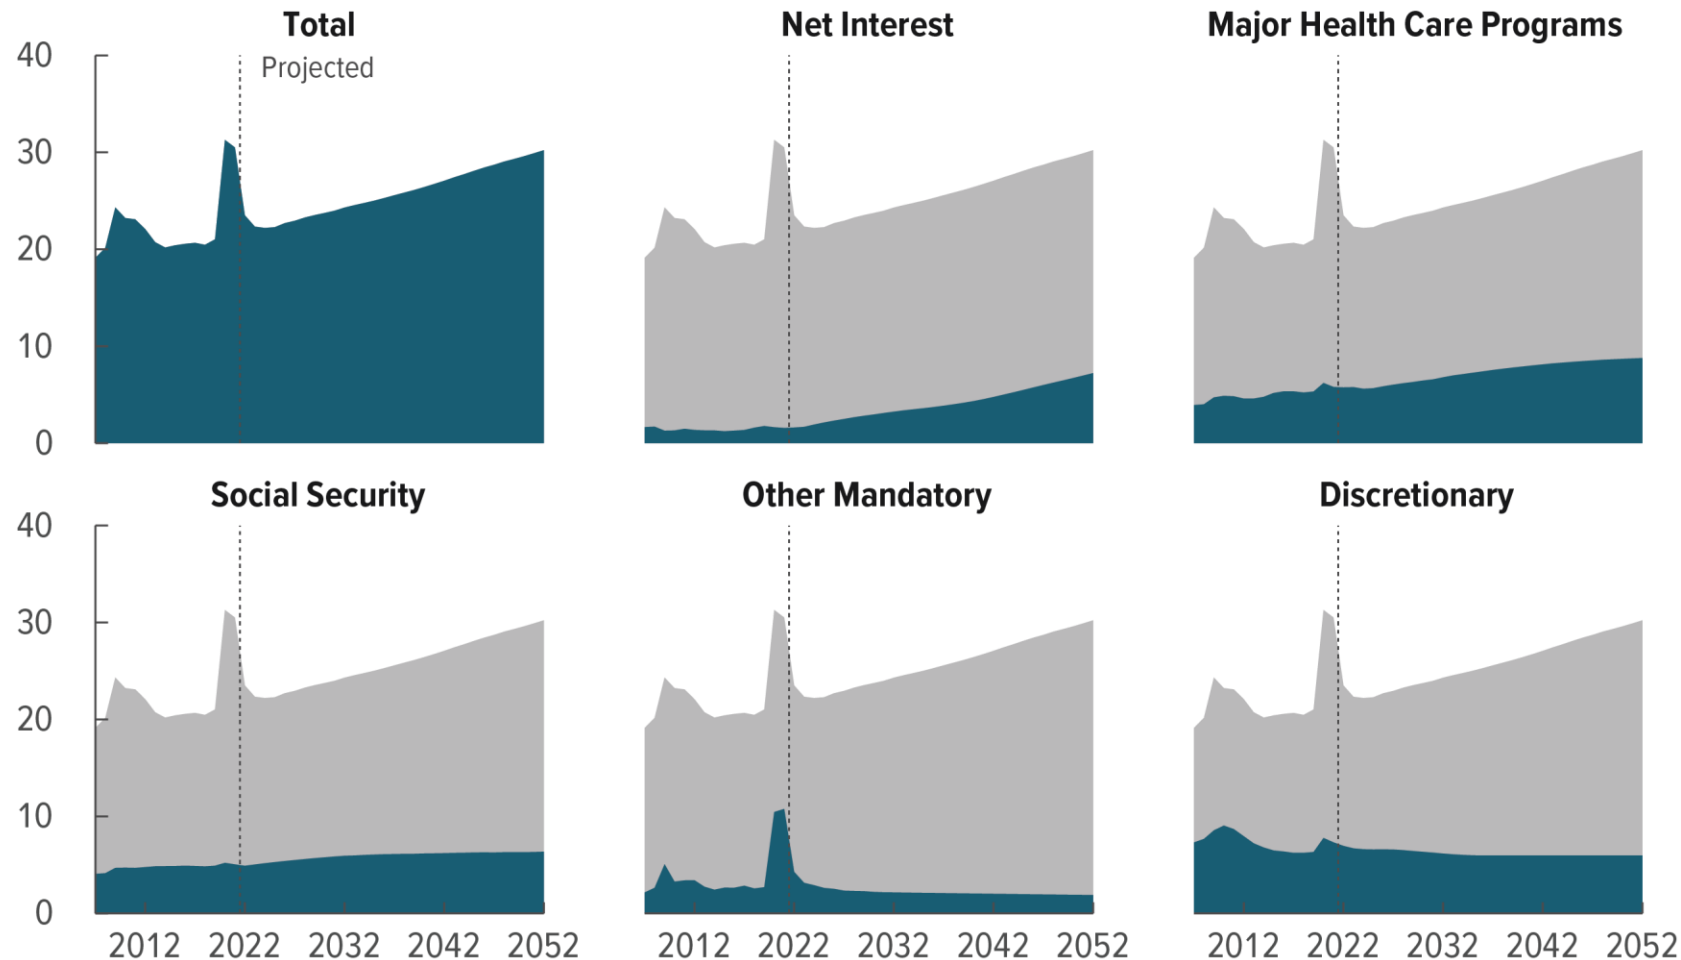 Total
Net Interest
Major Health Care Programs
40
Projected
30
20
10
0
Social Security
Other Mandatory
Discretionary
40
30
20
10
0
2012 2022 2032 2042 2052
2012 2022 2032 2042 2052
2012 2022 2032 2042 2052